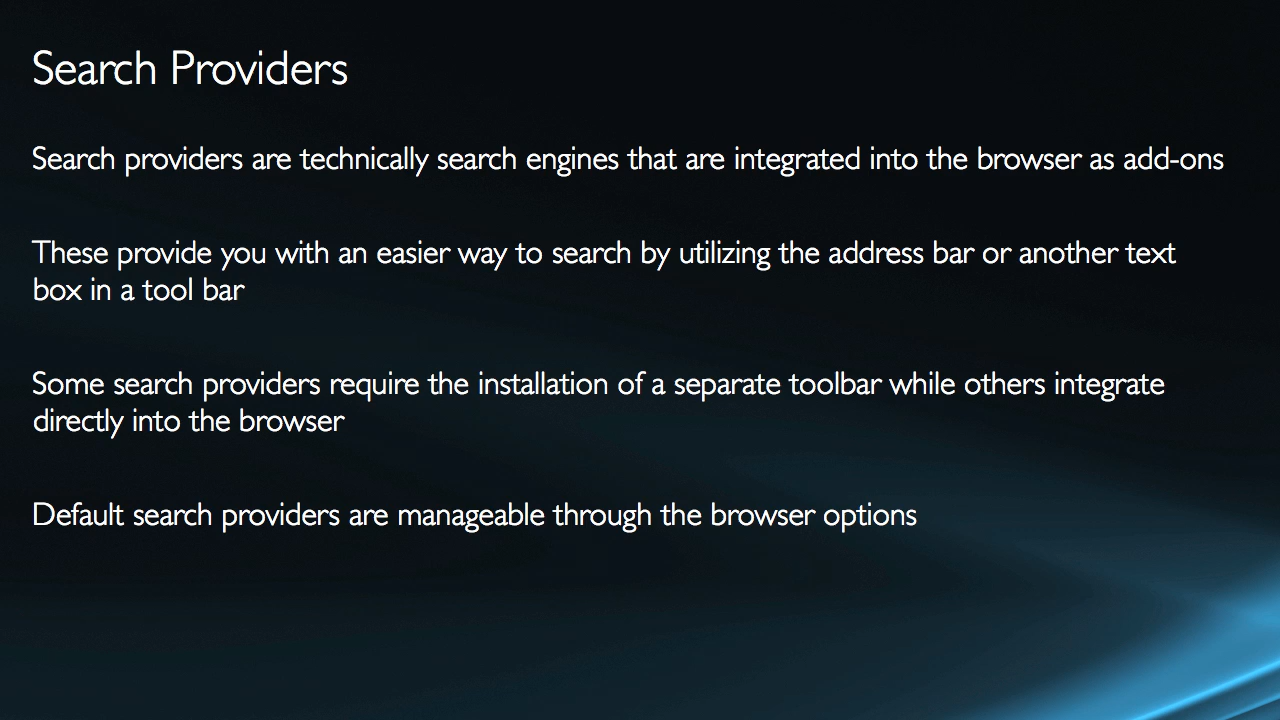 Search Providers
Search providers are technically search engines that are integrated into the browser as add-ons
These provide you with an easier way to search by utilizing the address bar or another text
box in a tool bar
Some search providers require the installation of a separate toolbar while others integrate
directly into the browser
Default search providers are manageable through the browser options